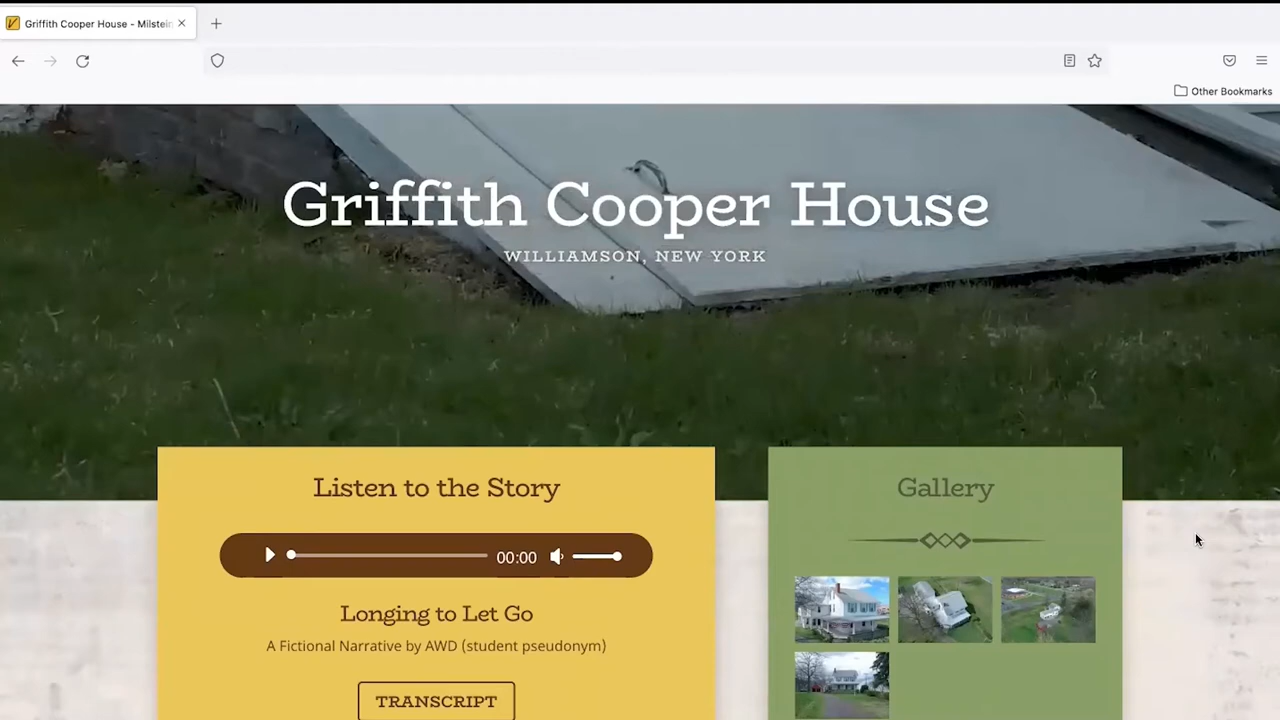 Griffith Cooper House - Milstein
Other Bookmarks
Griffith Cooper House
WILLIAMSON, NEW YORK
Listen to the Story
00:00
Longing to Let Go
A Fictional Narrative by AWD (student pseudonym)
TRANSCRIPT
Gallery